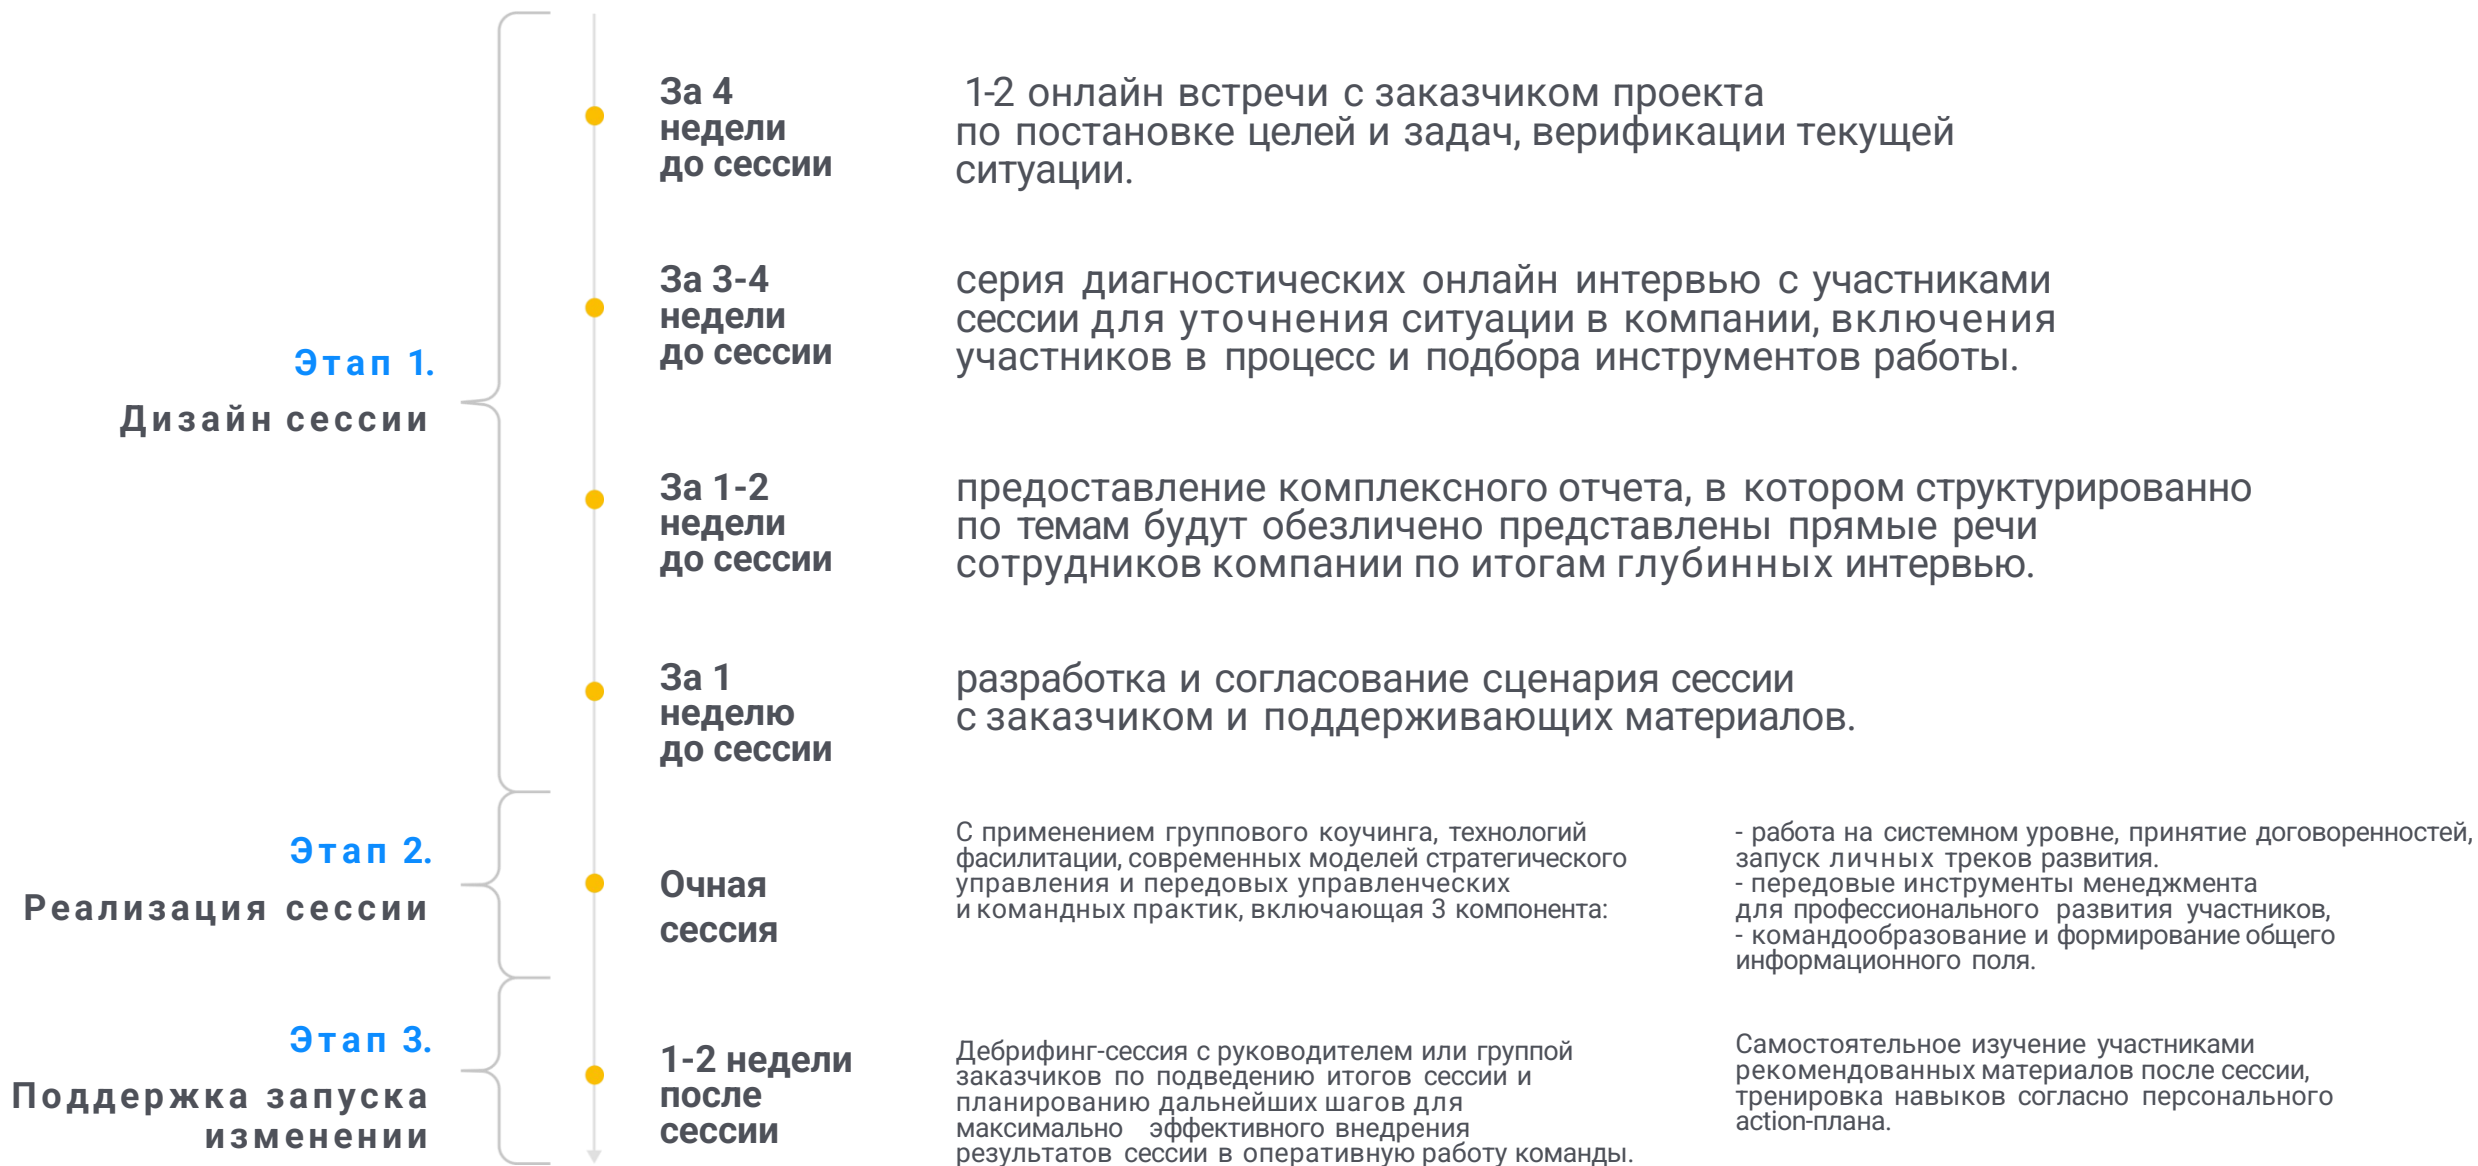 Этап 1.
Дизайн сессии
За 4
недели
до сессии
1-2 онлайн встречи с заказчиком проекта
по постановке целей и задач, верификации текущей
ситуации.
За 3-4
недели
до сессии
серия диагностических онлайн интервью с участниками
сессии для уточнения ситуации в компании, включения
участников в процесс и подбора инструментов работы.
За 1-2
недели
до сессии
предоставление комплексного отчета, в котором структурированно
по темам будут обезличено представлены прямые речи
сотрудников компании по итогам глубинных интервью.
За 1
неделю
до сессии
разработка и согласование сценария сессии
с заказчиком и поддерживающих материалов.
Этап 2.
Реализация сессии
Очная
сессия
С применением группового коучинга, технологий
фасилитации, современных моделей стратегического
управления и передовых управленческих
и командных практик, включающая 3 компонента:
- работа на системном уровне, принятие договоренностей,
запуск личных треков развития.
- передовые инструменты менеджмента
для профессионального развития участников,
- командообразование и формирование общего
информационного поля.
Этап 3.
Поддержка запуска
изменении
1-2 недели
после
сессии
Дебрифинг-сессия с руководителем или группой
заказчиков по подведению итогов сессии и
планированию дальнейших шагов для
максимально эффективного внедрения
результатов сессии в оперативную работу команды.
Самостоятельное изучение участниками
рекомендованных материалов после сессии,
тренировка навыков согласно персонального
action-плана.